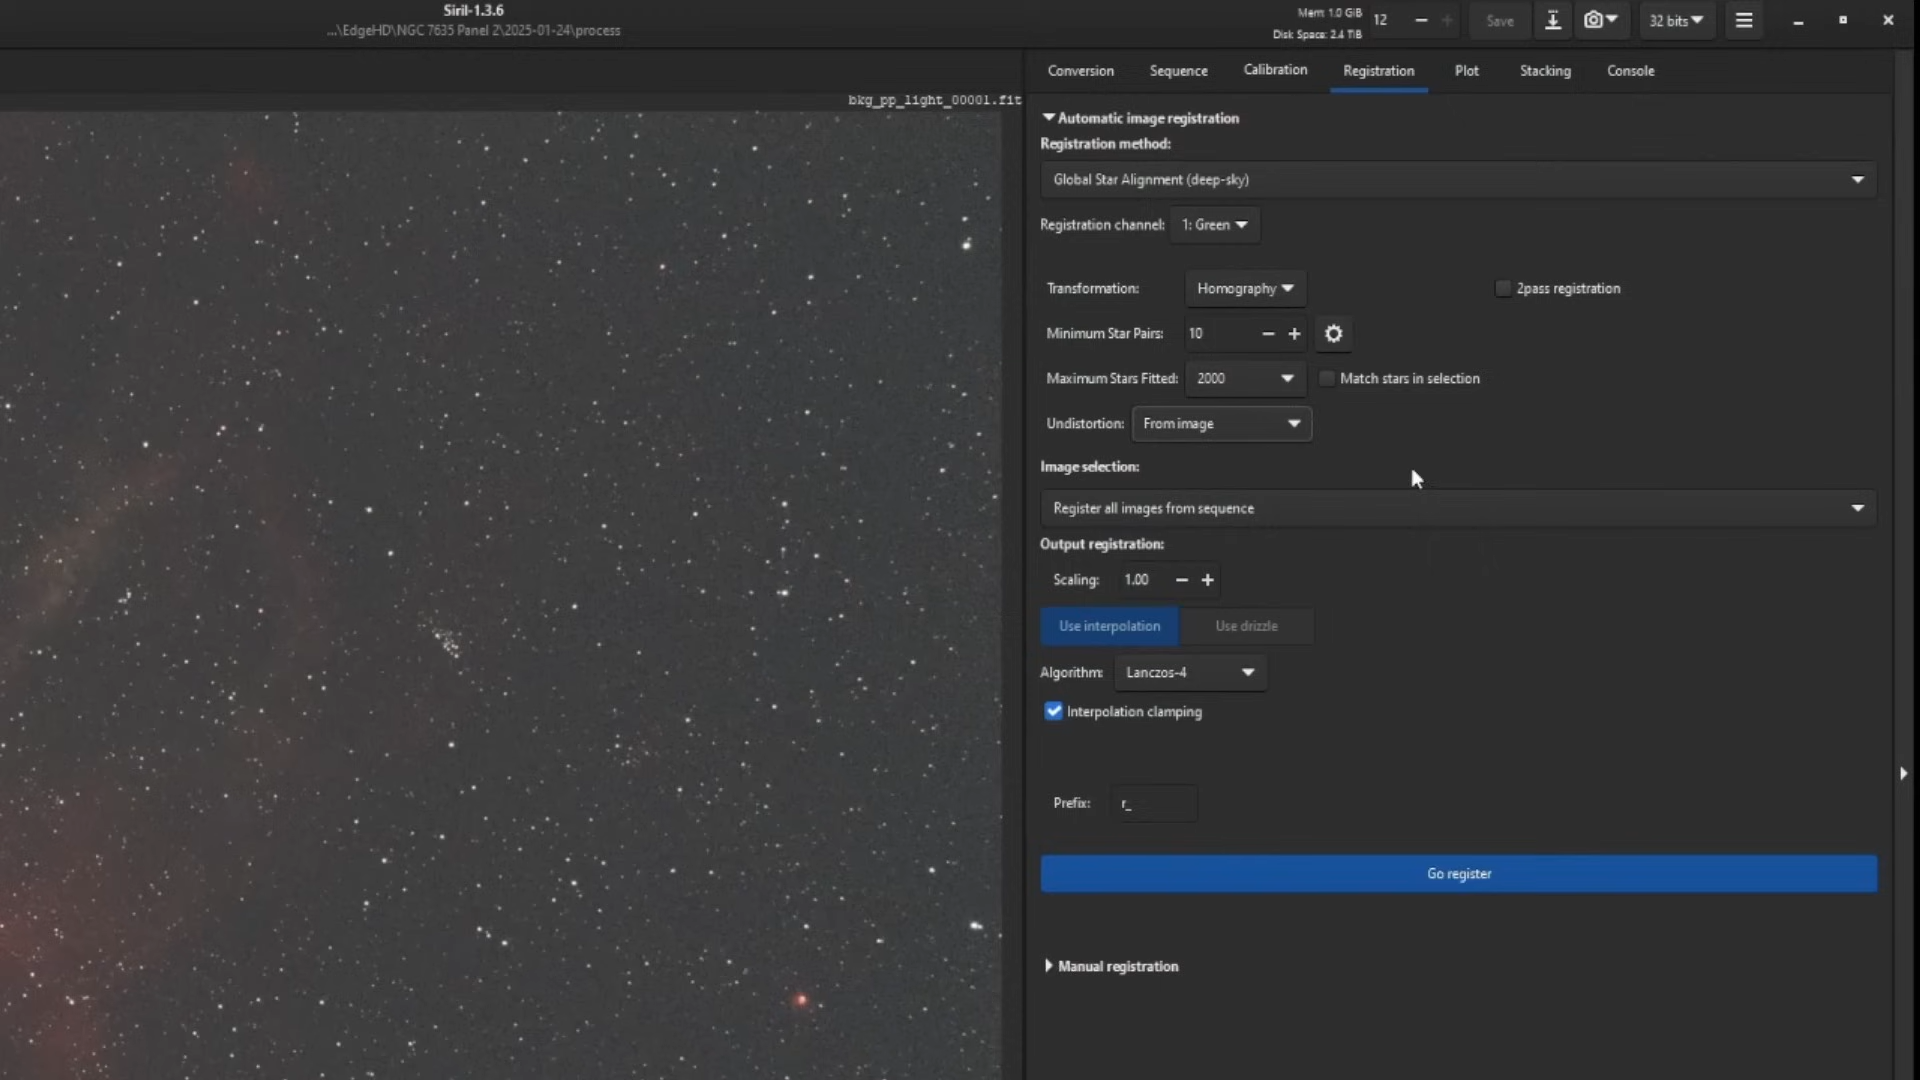 Siril-1.3.6
...\EdgeHD\NGC 7635 Panel 2\2025-01-24\process
Mem: 1.0 GiB
Disk Space: 2.4 TiB
12
Save
32 bits
Conversion Sequence Calibration Registration Plot Stacking Console
bkg_pp_light_00001.fit
Automatic image registration
Registration method:
Global Star Alignment (deep-sky)
Registration channel: 1: Green
Transformation: Homography 2pass registration
Minimum Star Pairs: 10
Maximum Stars Fitted: 2000 Match stars in selection
Undistortion: From image
Image selection:
Register all images from sequence
Output registration:
Scaling: 1.00
Use interpolation Use drizzle
Algorithm: Lanczos-4
Interpolation clamping
Prefix: r_
Go register
Manual registration